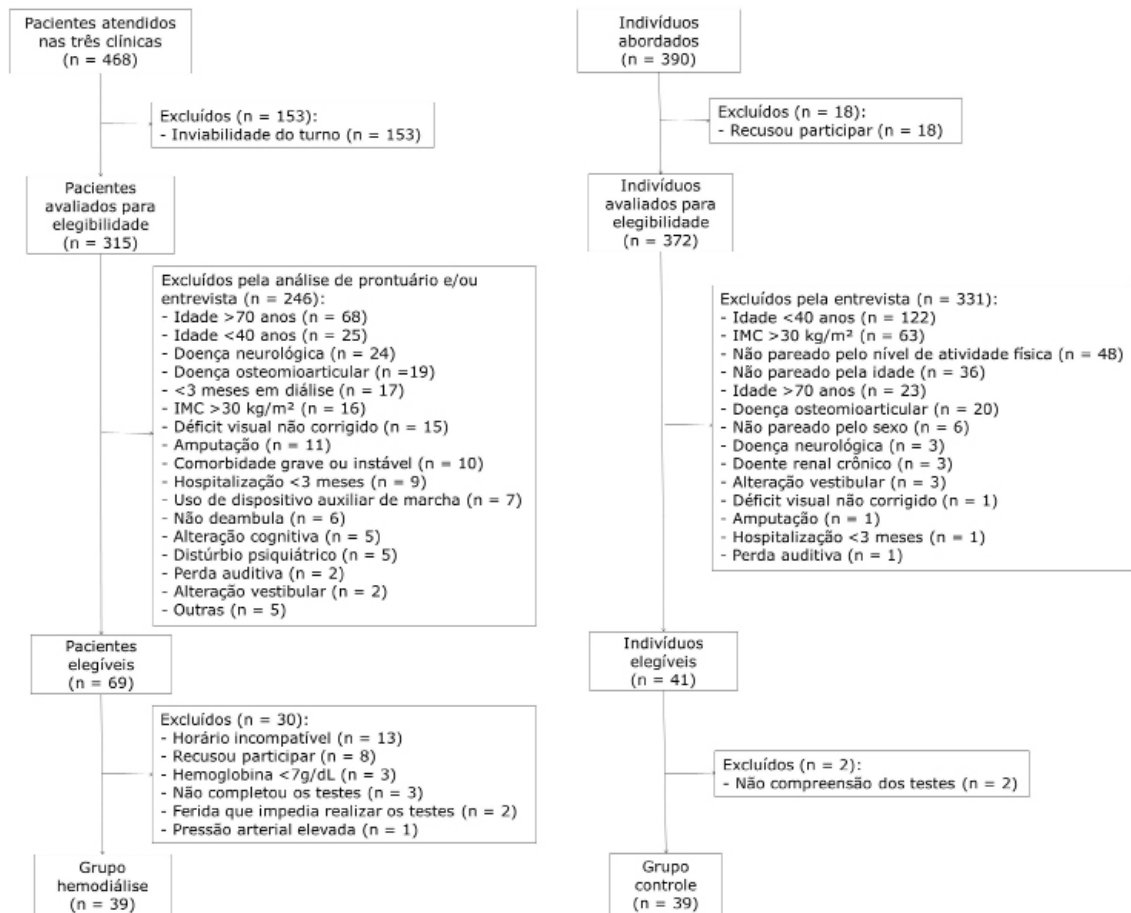 Pacientes atendidos
nas três clínicas
(n = 468)
Excluídos (n = 153):
- Inviabilidade do turno (n = 153)
Pacientes
avaliados para
elegibilidade
(n = 315)
Excluídos pela análise de prontuário e/ou
entrevista (n = 246):
- Idade >70 anos (n = 68)
- Idade <40 anos (n = 25)
- Doença neurológica (n = 24)
- Doença osteomioarticular (n =19)
- <3 meses em diálise (n = 17)
- IMC >30 kg/m² (n = 16)
- Déficit visual não corrigido (n = 15)
- Amputação (n = 11)
- Comorbidade grave ou instável (n = 10)
- Hospitalização <3 meses (n = 9)
- Uso de dispositivo auxiliar de marcha (n = 7)
- Não deambula (n = 6)
- Alteração cognitiva (n = 5)
- Distúrbio psiquiátrico (n = 5)
- Perda auditiva (n = 2)
- Alteração vestibular (n = 2)
- Outras (n = 5)
Pacientes
elegíveis
(n = 69)
Excluídos (n = 30):
- Horário incompatível (n = 13)
- Recusou participar (n = 8)
- Hemoglobina <7g/dL (n = 3)
- Não completou os testes (n = 3)
- Ferida que impedia realizar os testes (n = 2)
- Pressão arterial elevada (n = 1)
Grupo
hemodiálise
(n = 39)
Indivíduos
abordados
(n = 390)
Excluídos (n = 18):
- Recusou participar (n = 18)
Indivíduos
avaliados para
elegibilidade
(n = 372)
Excluídos pela entrevista (n = 331):
- Idade <40 anos (n = 122)
- IMC >30 kg/m² (n = 63)
- Não pareado pelo nível de atividade física (n = 48)
- Não pareado pela idade (n = 36)
- Idade >70 anos (n = 23)
- Doença osteomioarticular (n = 20)
- Não pareado pelo sexo (n = 6)
- Doença neurológica (n = 3)
- Doente renal crônico (n = 3)
- Alteração vestibular (n = 3)
- Déficit visual não corrigido (n = 1)
- Amputação (n = 1)
- Hospitalização <3 meses (n = 1)
- Perda auditiva (n = 1)
Indivíduos
elegíveis
(n = 41)
Excluídos (n = 2):
- Não compreensão dos testes (n = 2)
Grupo
controle
(n = 39)